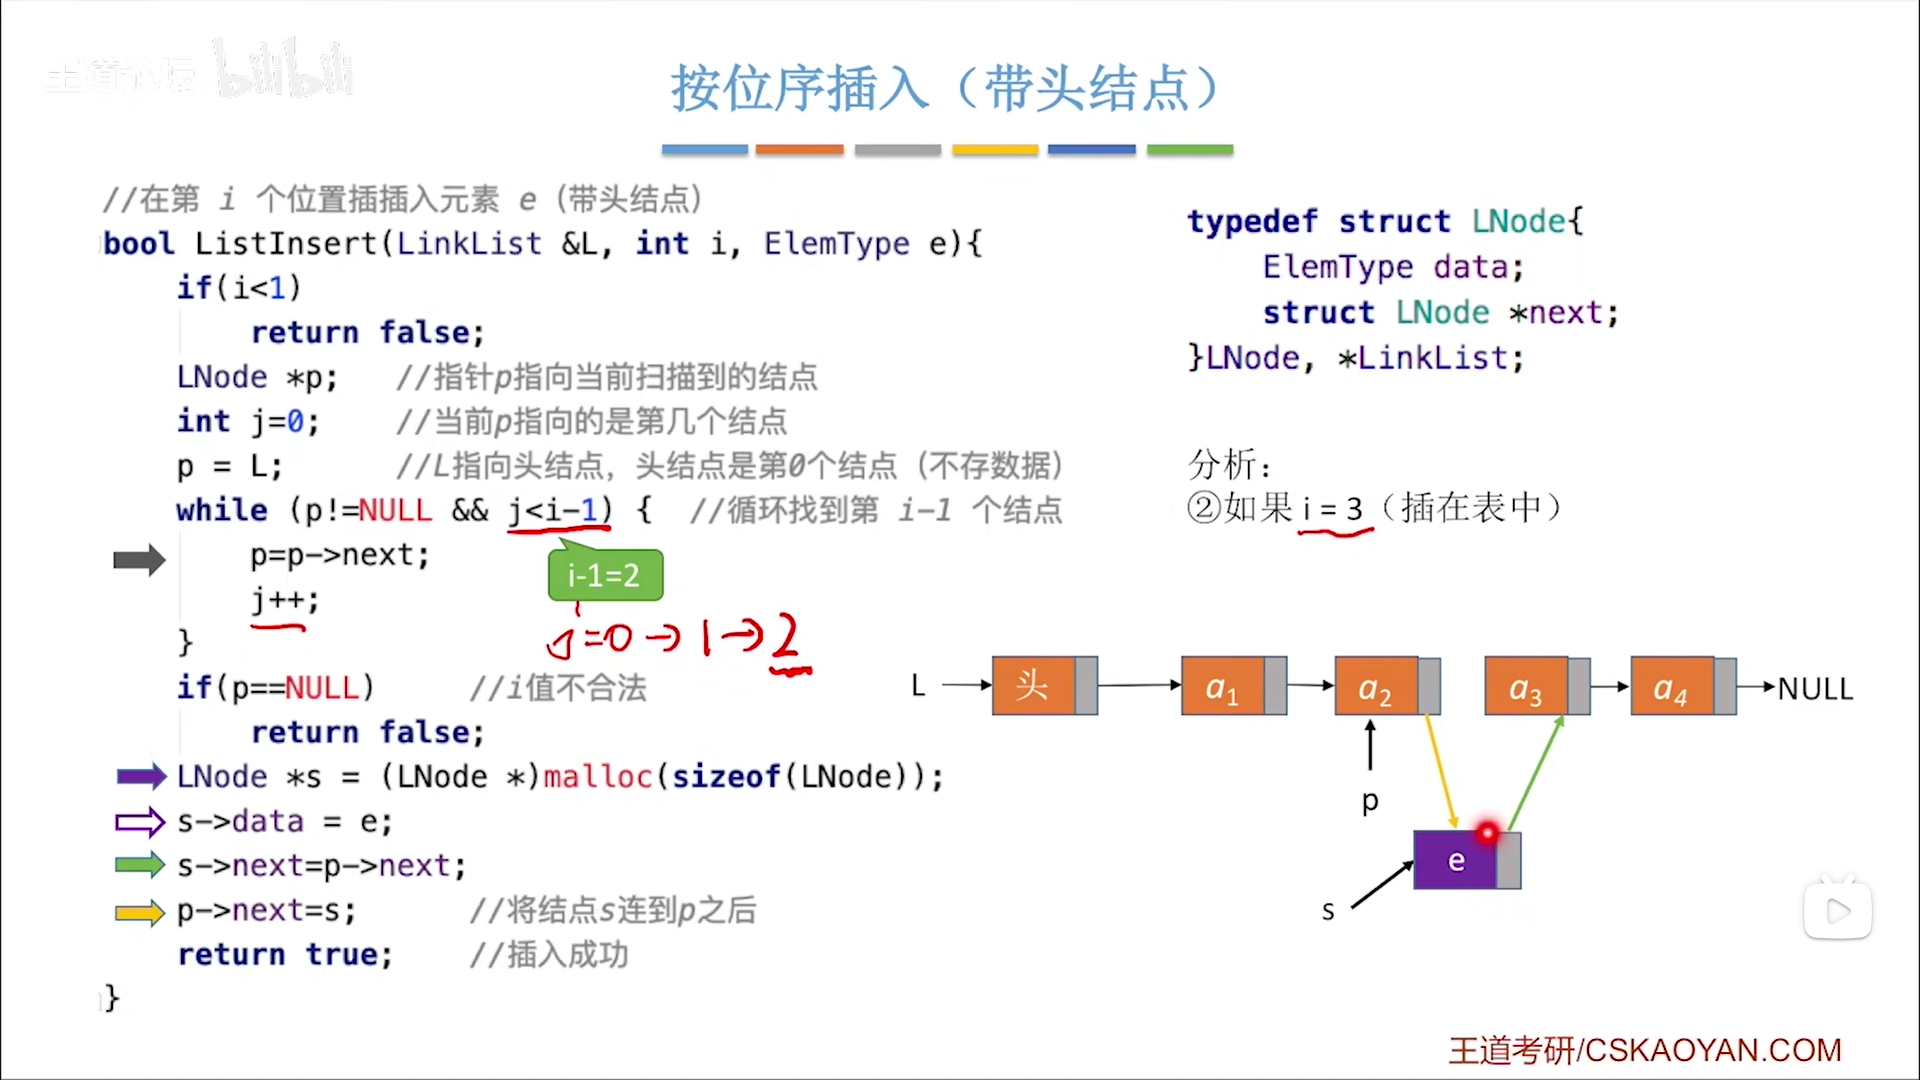 王道论坛 bilibili
按位序插入（带头结点）
//在第 i 个位置插插入元素 e（带头结点）
bool ListInsert(LinkList &L, int i, ElemType e){
if(i<1)
return false;
LNode *p; //指针p指向当前扫描到的结点
int j=0; //当前p指向的是第几个结点
p = L; //L指向头结点，头结点是第0个结点（不存数据）
while (p!=NULL && j<i-1) { //循环找到第 i-1 个结点
p=p->next;
j++;
}
if(p==NULL) //i值不合法
return false;
LNode *s = (LNode *)malloc(sizeof(LNode));
s->data = e;
s->next=p->next;
p->next=s; //将结点s连到p之后
return true; //插入成功
}
i-1=2
j=0→1→2
typedef struct LNode{
ElemType data;
struct LNode *next;
}LNode, *LinkList;
分析：
②如果 i = 3（插在表中）
L 头 a1 a2 a3 a4 NULL
p
e
s
王道考研/CSKAOYAN.COM